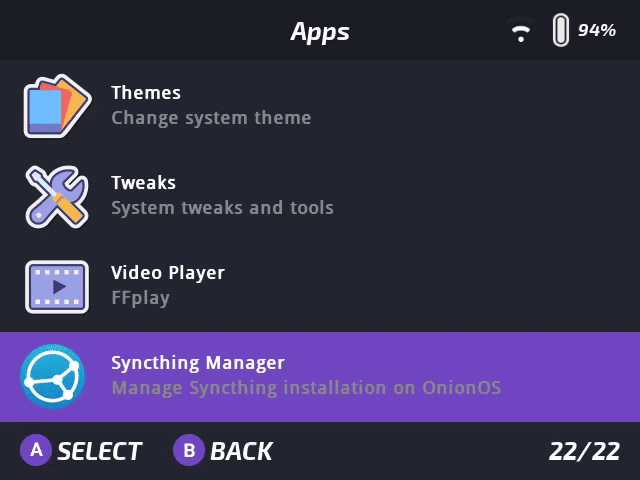 Apps
94%
Themes
Change system theme
Tweaks
System tweaks and tools
Video Player
FFplay
Syncthing Manager
Manage Syncthing installation on OnionOS
A SELECT B BACK 22/22